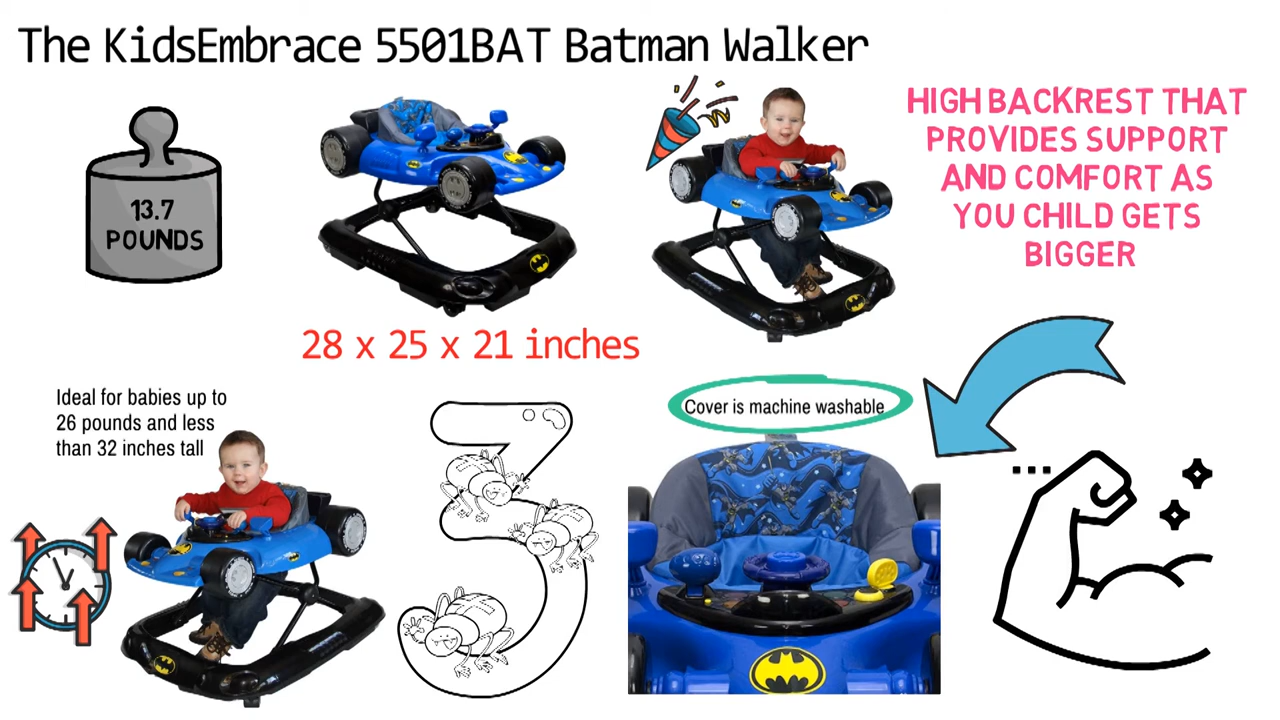 The KidsEmbrace 5501BAT Batman Walker
13.7
POUNDS
HIGH BACKREST THAT
PROVIDES SUPPORT
AND COMFORT AS
YOU CHILD GETS
BIGGER
28 x 25 x 21 inches
Ideal for babies up to
26 pounds and less
than 32 inches tall
3
Cover is machine washable
...